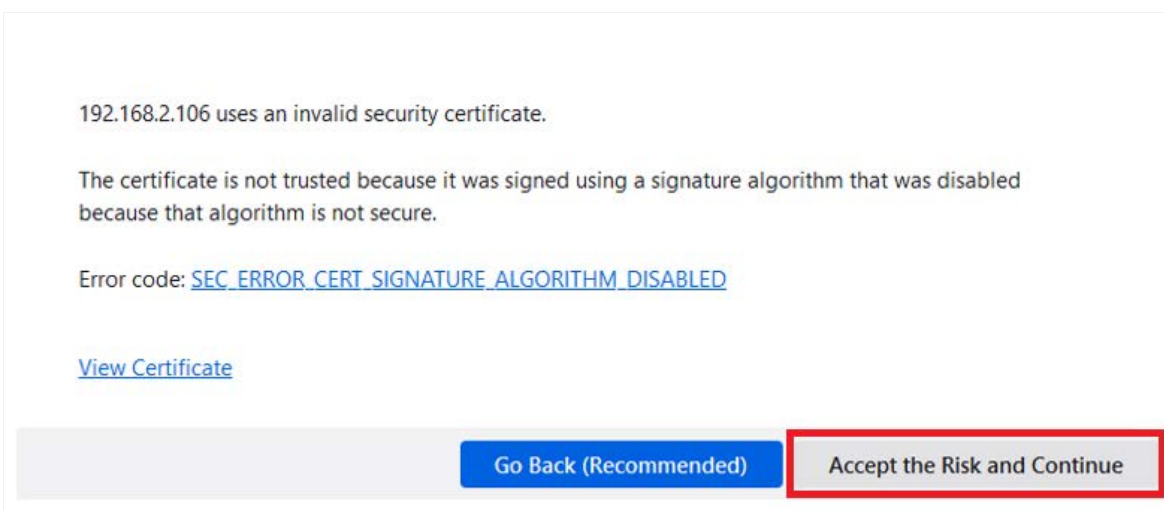 192.168.2.106 uses an invalid security certificate.
The certificate is not trusted because it was signed using a signature algorithm that was disabled
because that algorithm is not secure.
Error code: SEC_ERROR_CERT_SIGNATURE_ALGORITHM_DISABLED
View Certificate
Go Back (Recommended) Accept the Risk and Continue